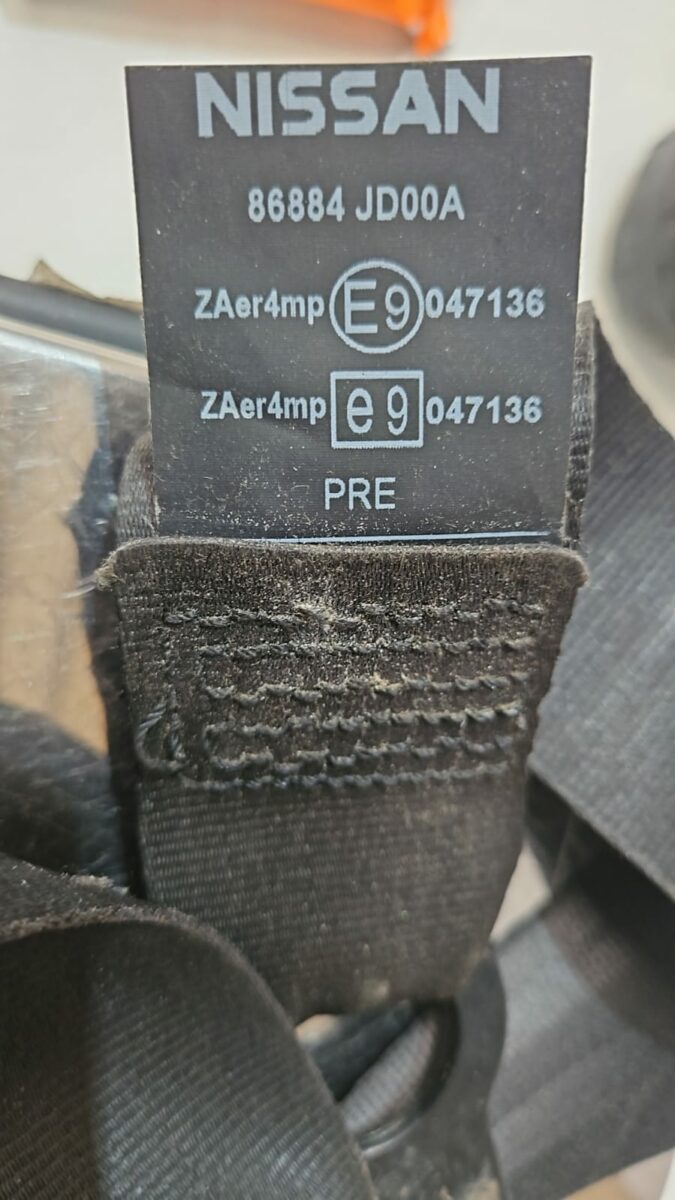 NISSAN
86884 JD00A
ZAer4mp E9 047136
ZAer4mp e9 047136
PRE